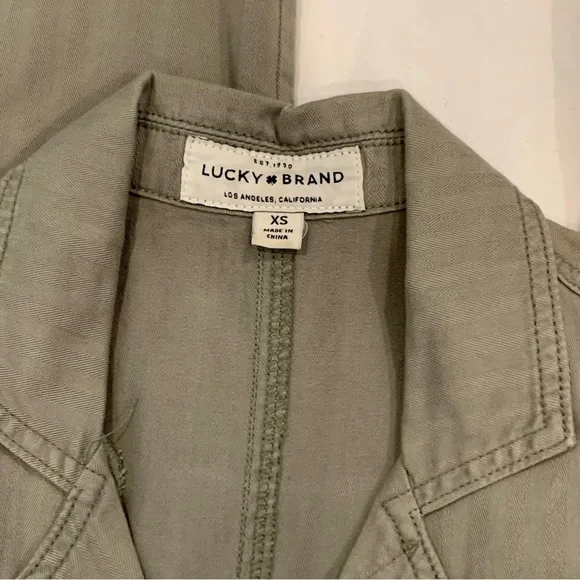 EST. 1990
LUCKY BRAND
LOS ANGELES, CALIFORNIA
XS
MADE IN
CHINA